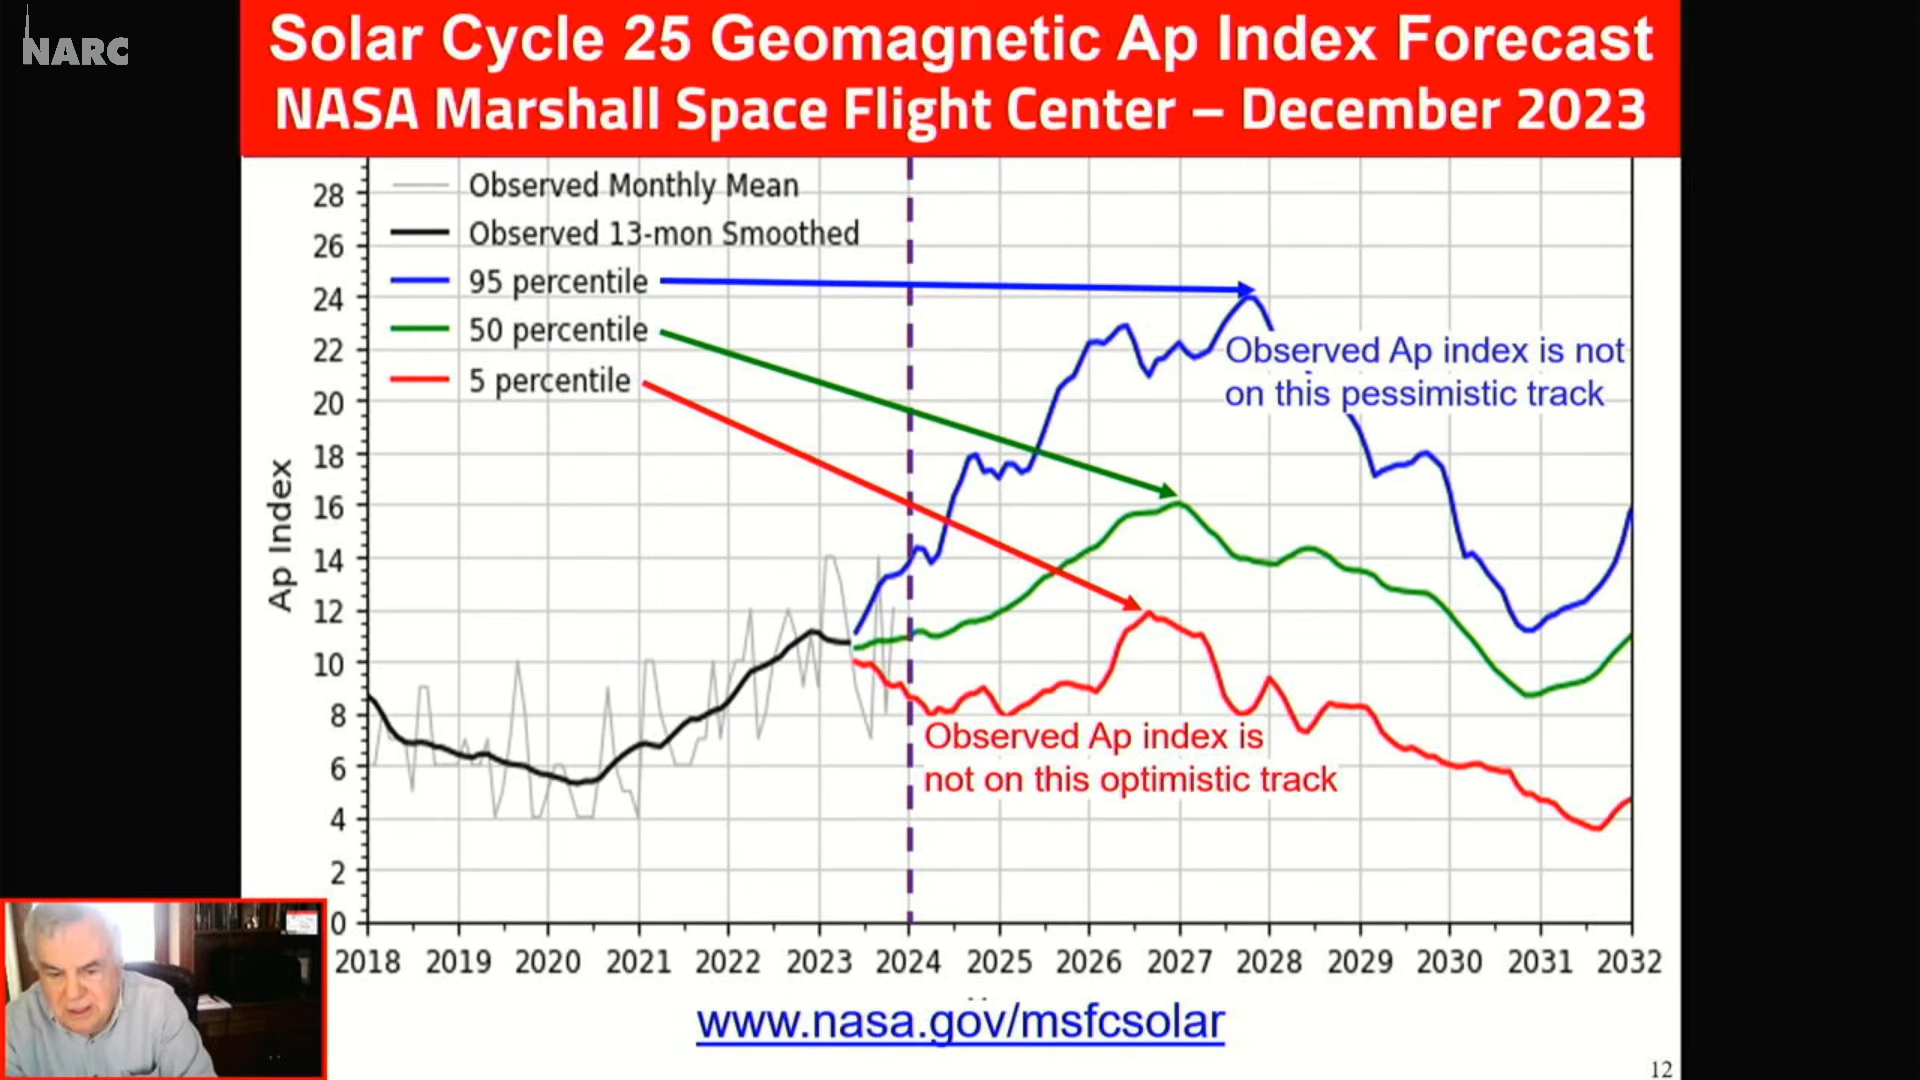 NARC
Solar Cycle 25 Geomagnetic Ap Index Forecast
NASA Marshall Space Flight Center – December 2023
Observed Monthly Mean
Observed 13-mon Smoothed
95 percentile
50 percentile
5 percentile
Observed Ap index is not
on this pessimistic track
Observed Ap index is
not on this optimistic track
Ap Index
28
26
24
22
20
18
16
14
12
10
8
6
4
2
0
2018 2019 2020 2021 2022 2023 2024 2025 2026 2027 2028 2029 2030 2031 2032
www.nasa.gov/msfcsolar
12